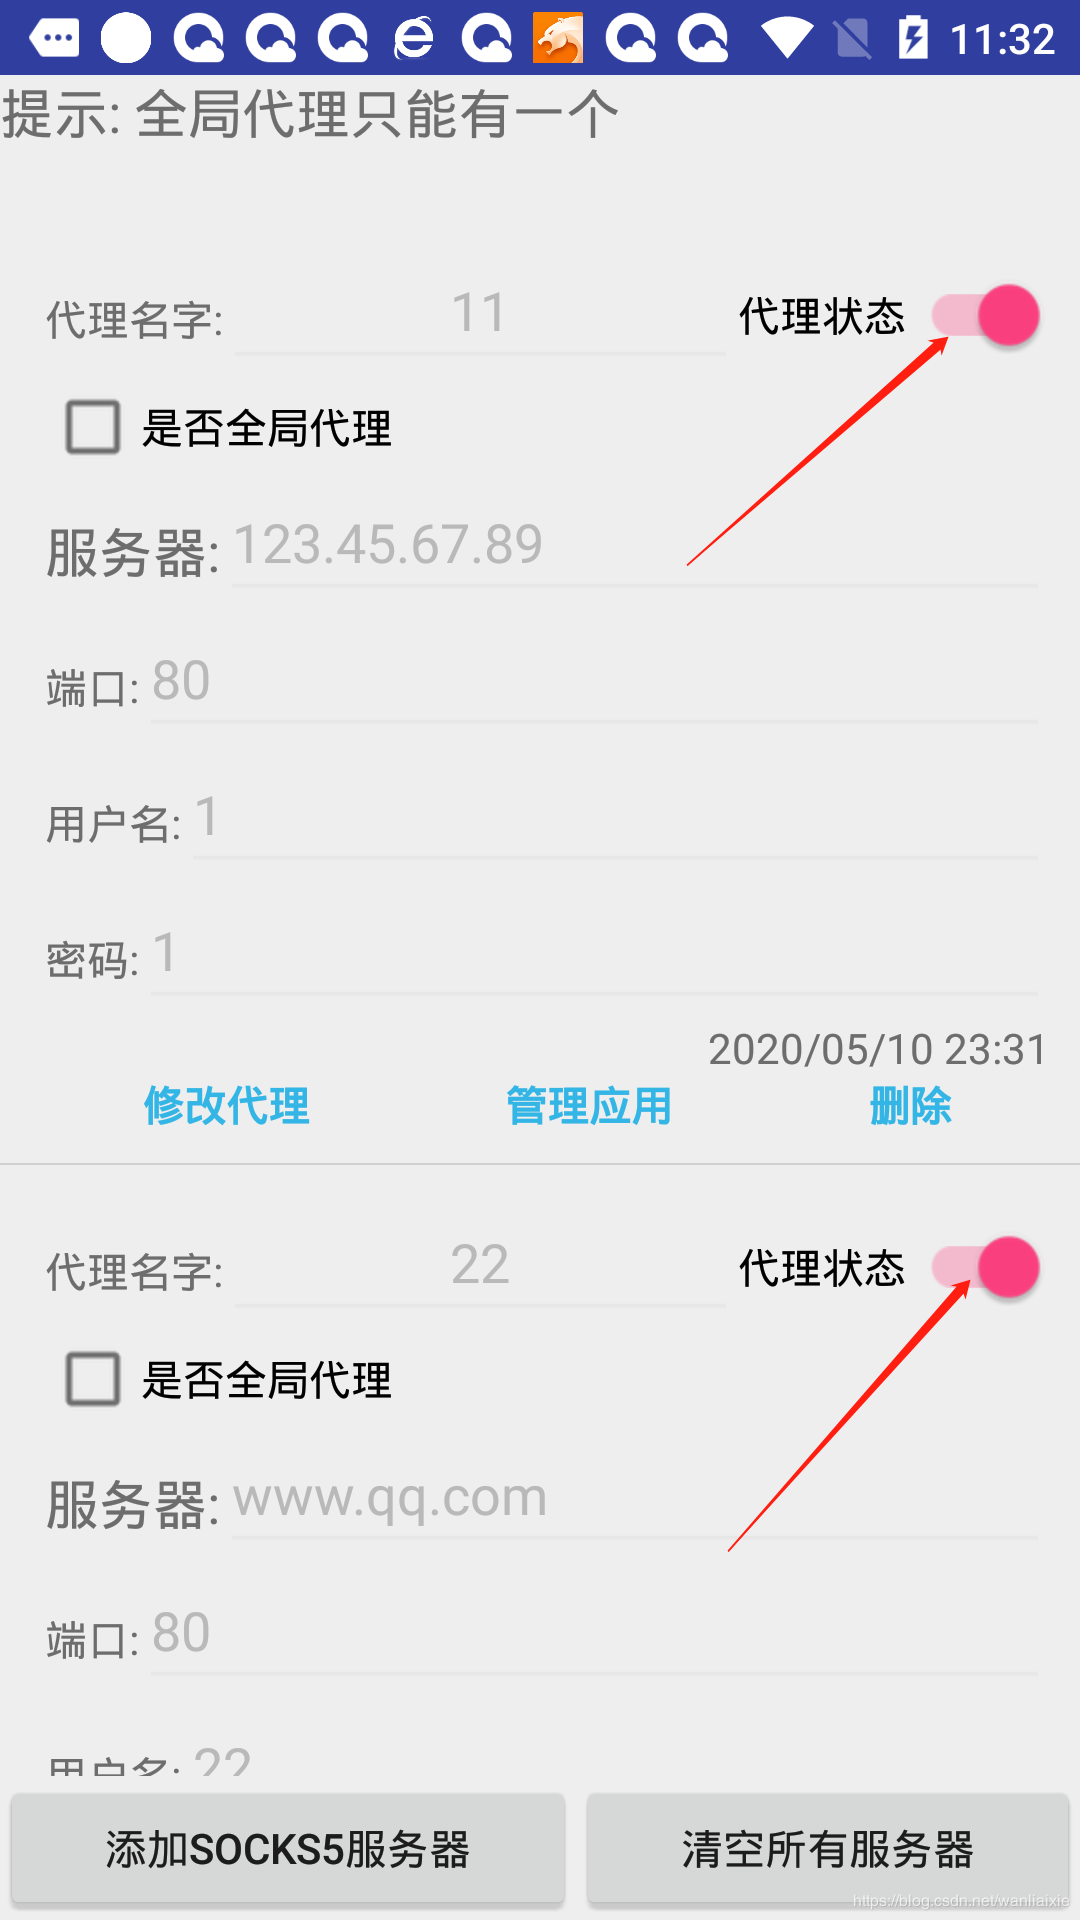 11:32
提示: 全局代理只能有一个
代理名字: 11 代理状态
是否全局代理
服务器: 123.45.67.89
端口: 80
用户名: 1
密码: 1
2020/05/10 23:31
修改代理 管理应用 删除
代理名字: 22 代理状态
是否全局代理
服务器: www.qq.com
端口: 80
用户名: 22
添加SOCKS5服务器 清空所有服务器
https://blog.csdn.net/wanliaixie